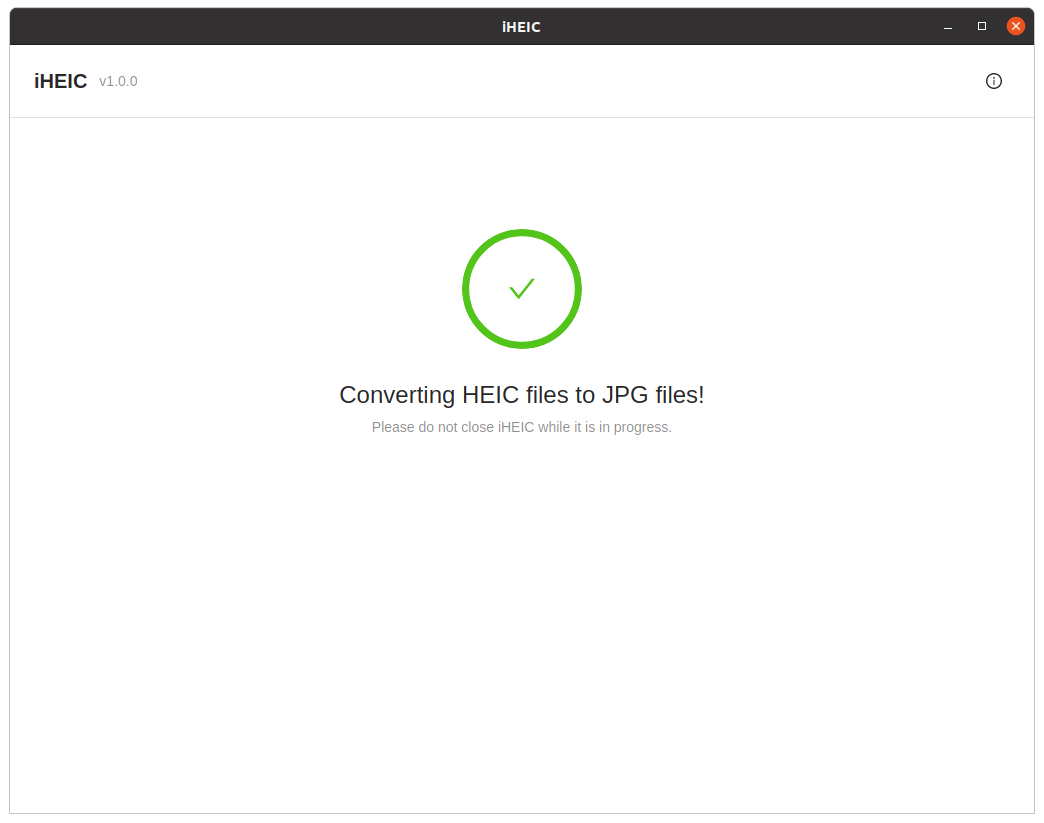 iHEIC
iHEIC v1.0.0
Converting HEIC files to JPG files!
Please do not close iHEIC while it is in progress.